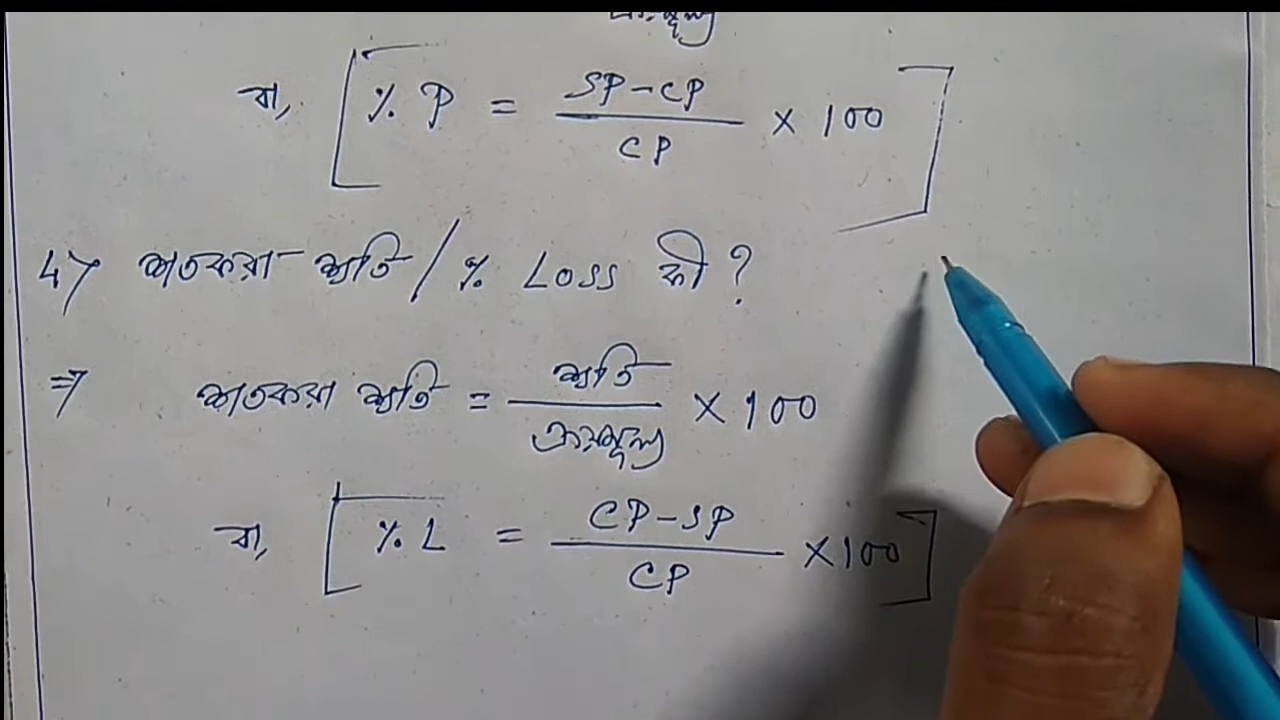 বা, [ % P = SP - CP / CP × 100 ]
4> শতকরা ক্ষতি / % Loss কী ?
⇒ শতকরা ক্ষতি = ক্ষতি / ক্রয়মূল্য × 100
বা, [ % L = CP - SP / CP × 100 ]